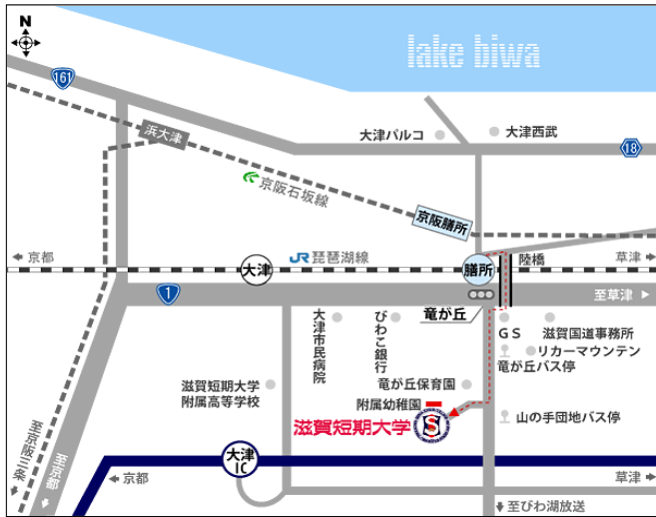 N
lake biwa
161
大津パルコ
大津西武
18
浜大津
京阪石坂線
京阪膳所
京都
JR琵琶湖線
大津
膳所
陸橋
草津
1
至草津
竜が丘
GS
滋賀国道事務所
大津市民病院
びわこ銀行
リカーマウンテン
竜が丘バス停
滋賀短期大学
附属高等学校
竜が丘保育園
附属幼稚園
滋賀短期大学
S
山の手団地バス停
至京阪三条
至京都
大津
IC
京都
草津
至びわ湖放送